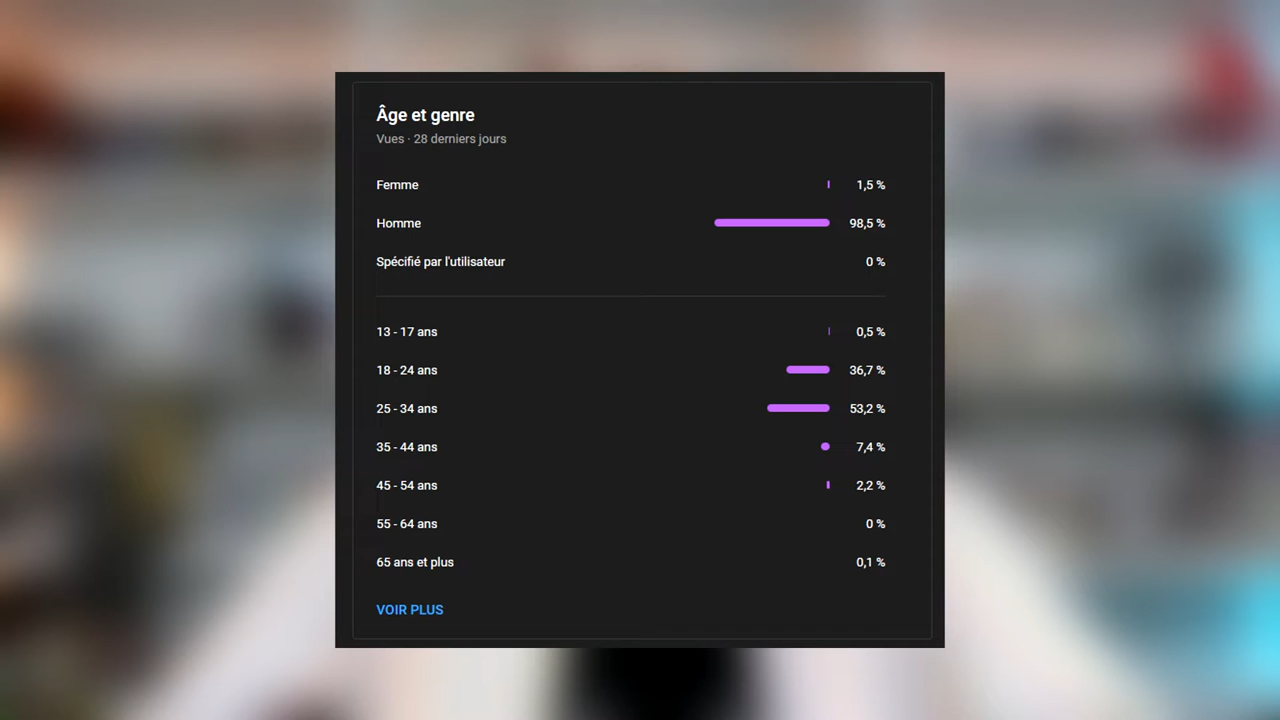 Âge et genre
Vues · 28 derniers jours
Femme 1,5 %
Homme 98,5 %
Spécifié par l'utilisateur 0 %
13 - 17 ans 0,5 %
18 - 24 ans 36,7 %
25 - 34 ans 53,2 %
35 - 44 ans 7,4 %
45 - 54 ans 2,2 %
55 - 64 ans 0 %
65 ans et plus 0,1 %
VOIR PLUS